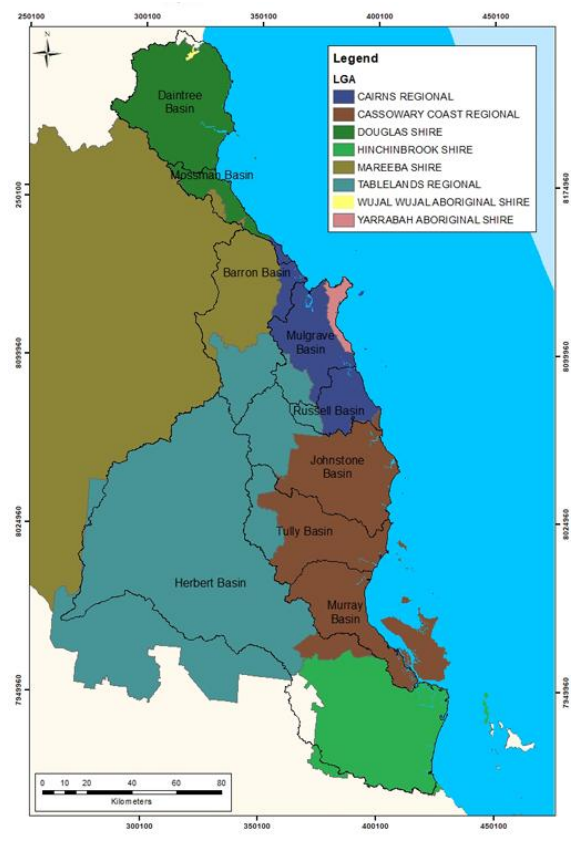 250100 350100 400100 450100
N
Legend
LGA
CAIRNS REGIONAL
CASSOWARY COAST REGIONAL
DOUGLAS SHIRE
HINCHINBROOK SHIRE
MAREEBA SHIRE
TABLELANDS REGIONAL
WUJAL WUJAL ABORIGINAL SHIRE
YARRABAH ABORIGINAL SHIRE
Daintree
Basin
Mossman Basin
250100
8174960
Barron Basin
Mulgrave
Basin
8099960
8099960
Russell Basin
Johnstone
Basin
8024960
8024960
Tully Basin
Herbert Basin
Murray
Basin
7949960
7949960
0 10 20 40 60 80
Kilometers
300100 350100 400100 450100